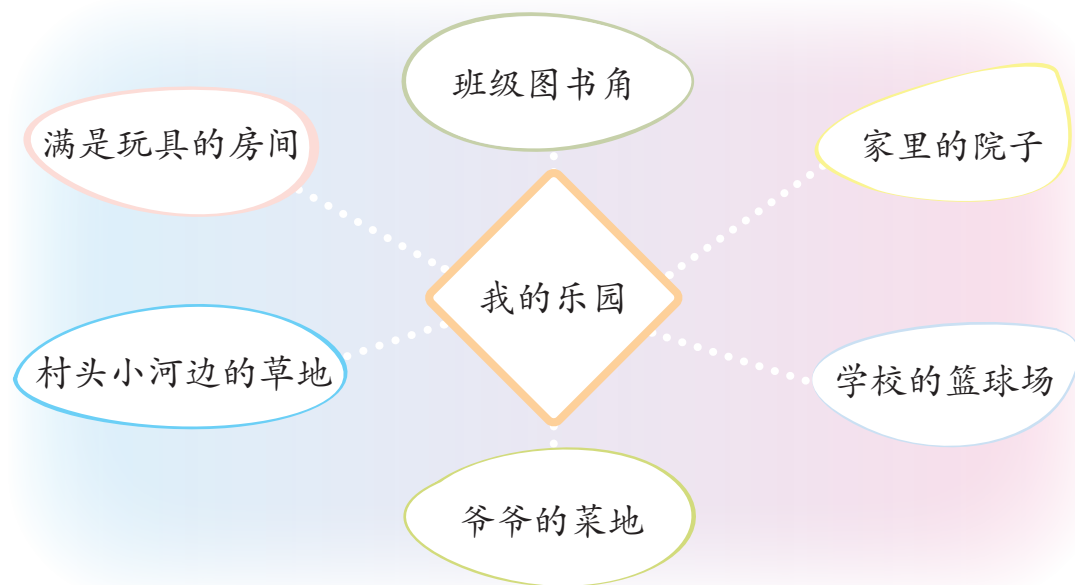 班级图书角
满是玩具的房间
家里的院子
我的乐园
村头小河边的草地
学校的篮球场
爷爷的菜地